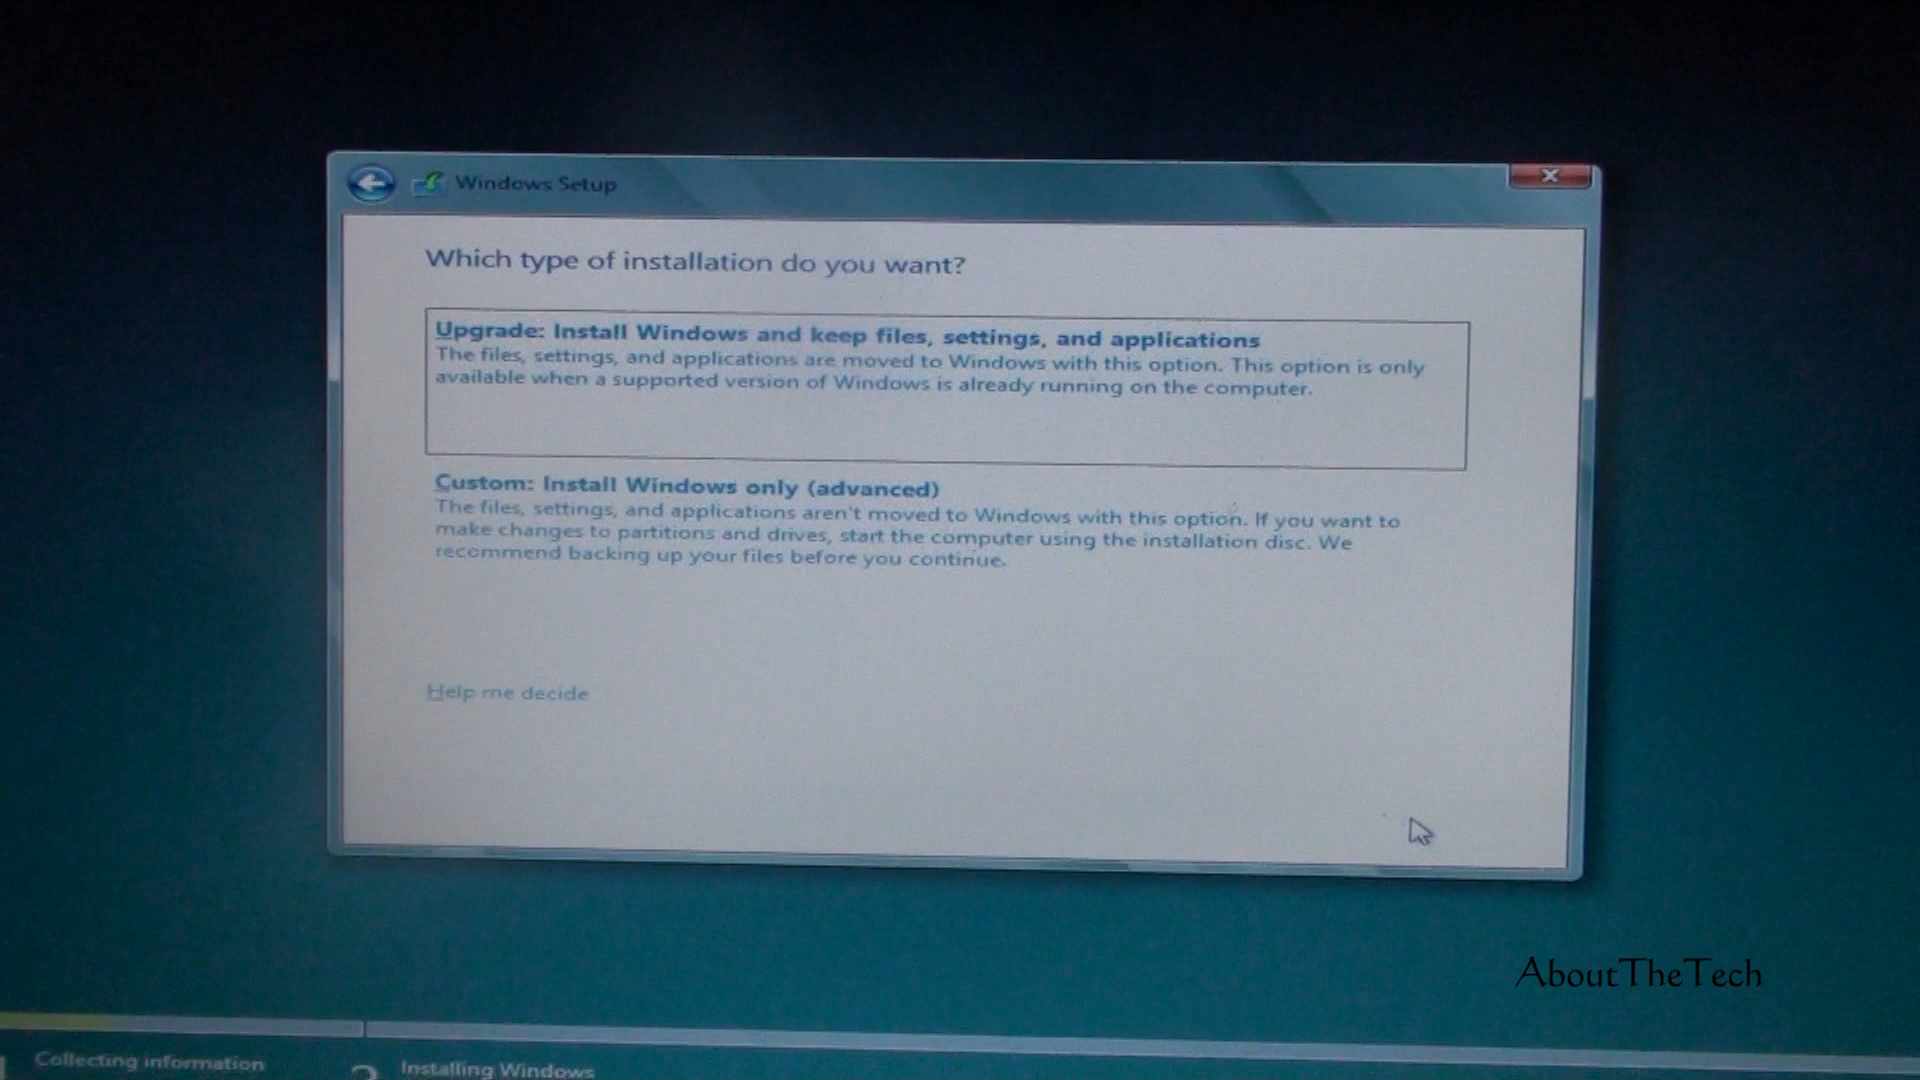 Windows Setup
Which type of installation do you want?
Upgrade: Install Windows and keep files, settings, and applications
The files, settings, and applications are moved to Windows with this option. This option is only
available when a supported version of Windows is already running on the computer.
Custom: Install Windows only (advanced)
The files, settings, and applications aren't moved to Windows with this option. If you want to
make changes to partitions and drives, start the computer using the installation disc. We
recommend backing up your files before you continue.
Help me decide
AboutTheTech
1 Collecting information
2 Installing Windows